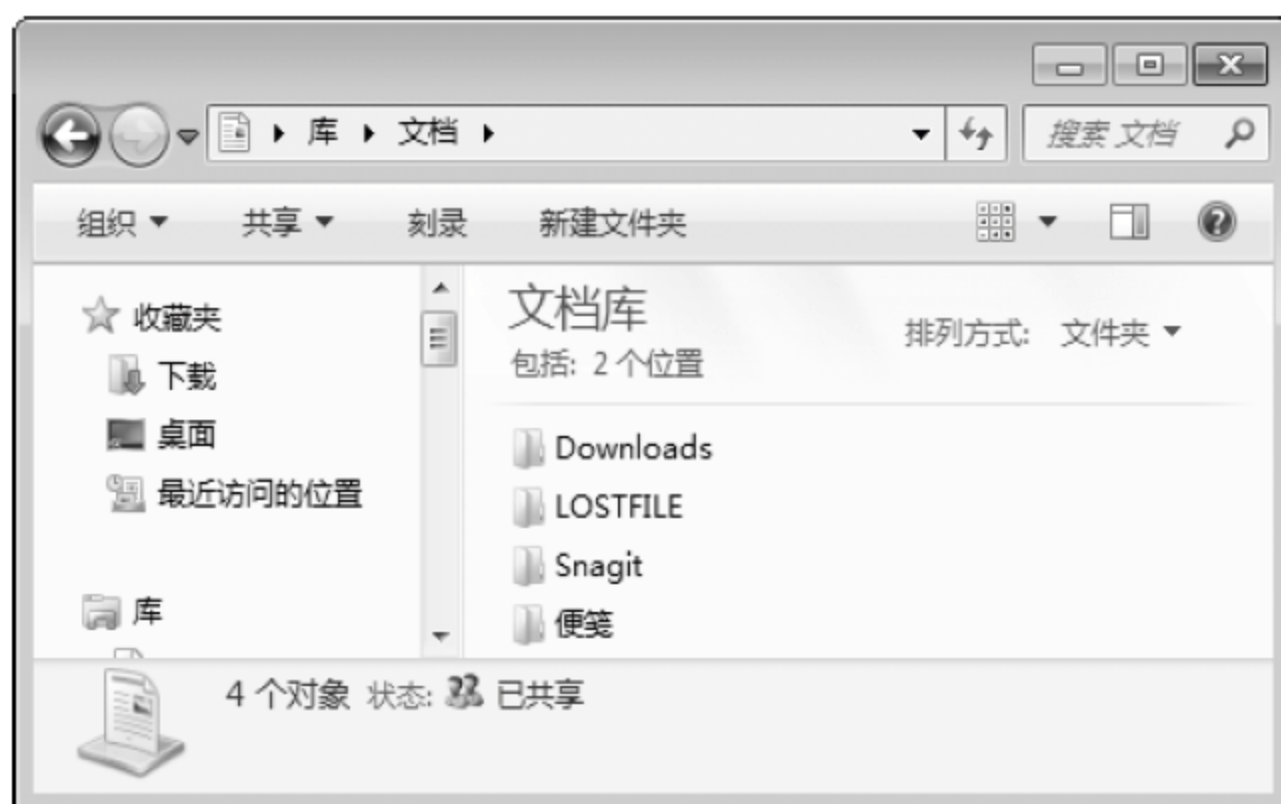 库 文档
搜索 文档
组织 共享 刻录 新建文件夹
收藏夹
下载
桌面
最近访问的位置
库
文档库
包括: 2 个位置
排列方式: 文件夹
Downloads
LOSTFILE
Snagit
便笺
4 个对象 状态: 已共享